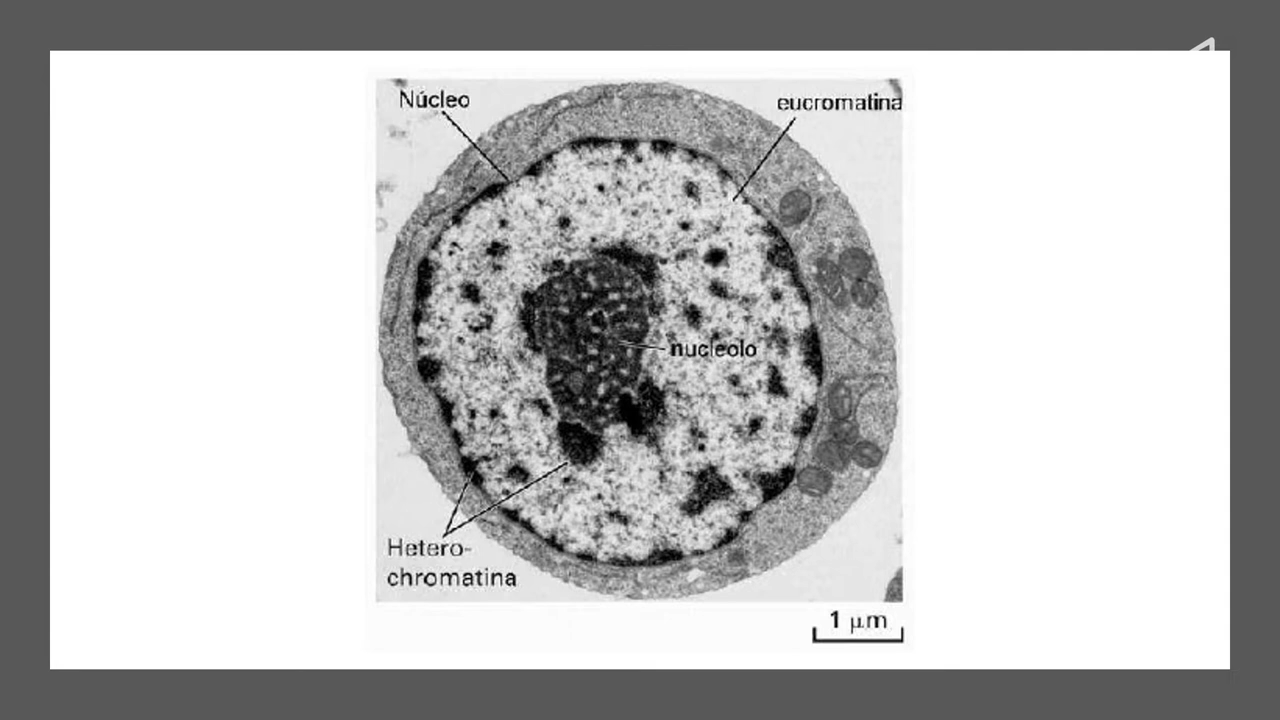 Núcleo
eucromatina
nucleolo
Hetero-
chromatina
1 μm